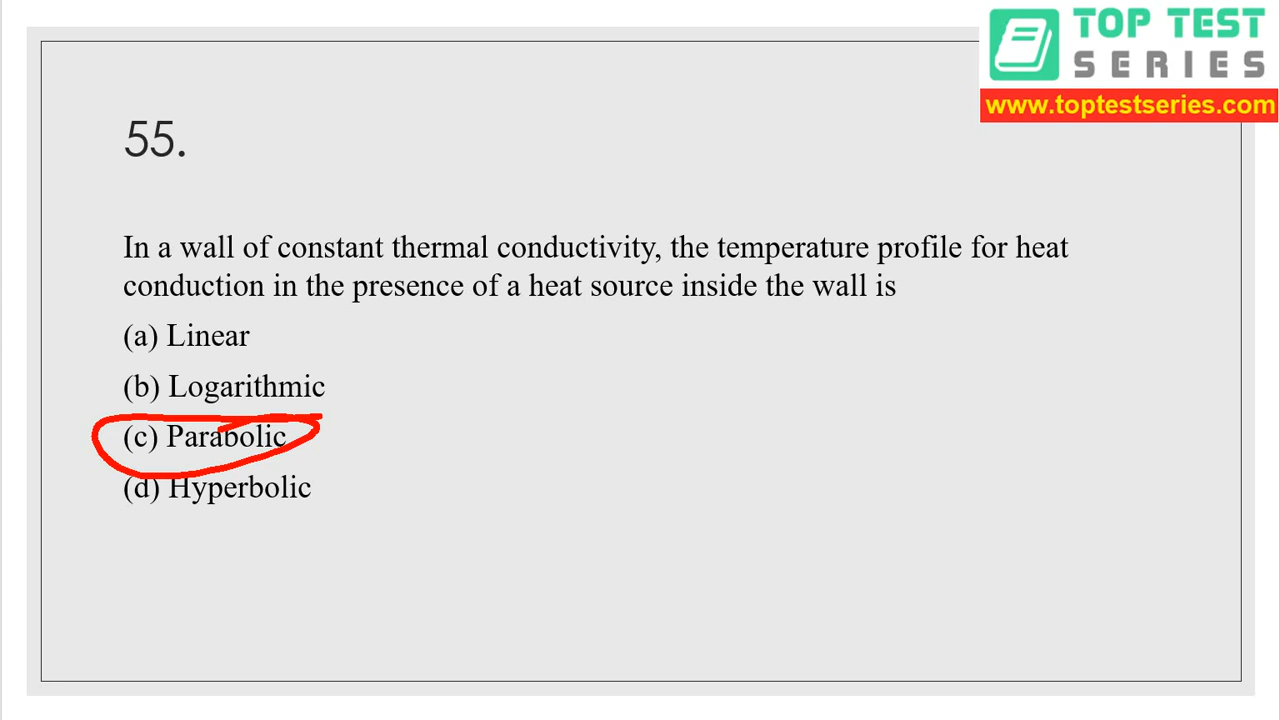 TOP TEST
SERIES
www.toptestseries.com
55.
In a wall of constant thermal conductivity, the temperature profile for heat
conduction in the presence of a heat source inside the wall is
(a) Linear
(b) Logarithmic
(c) Parabolic
(d) Hyperbolic